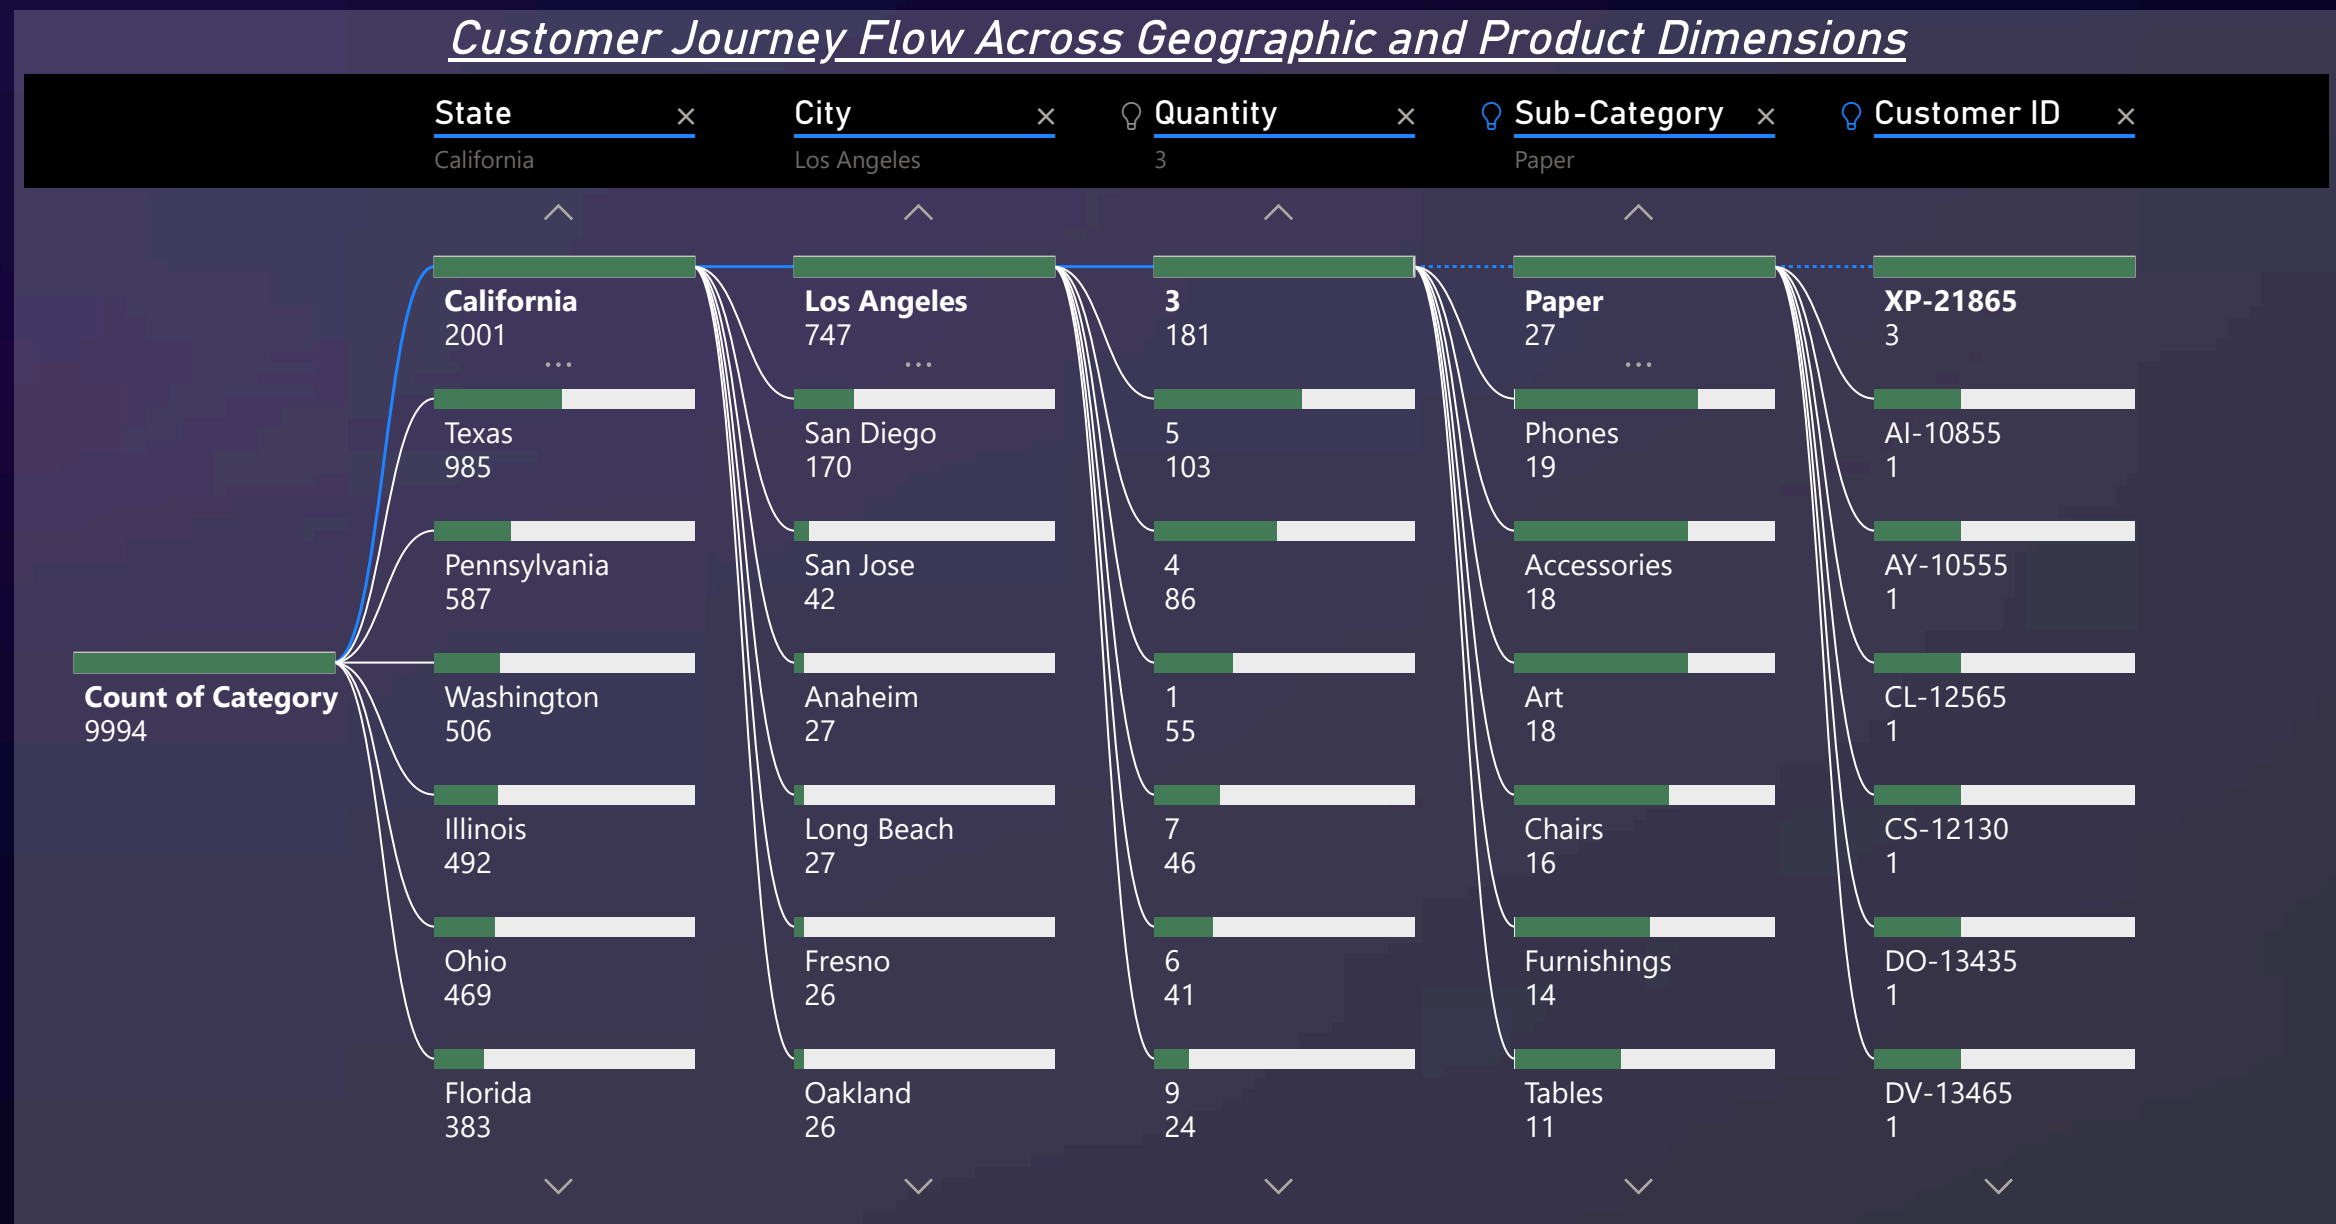 Customer Journey Flow Across Geographic and Product Dimensions
State
City
Quantity
Sub-Category
Customer ID
California
Los Angeles
3
Paper
Count of Category
9994
California
2001
...
Texas
985
Pennsylvania
587
Washington
506
Illinois
492
Ohio
469
Florida
383
Los Angeles
747
...
San Diego
170
San Jose
42
Anaheim
27
Long Beach
27
Fresno
26
Oakland
26
3
181
5
103
4
86
1
55
7
46
6
41
9
24
Paper
27
...
Phones
19
Accessories
18
Art
18
Chairs
16
Furnishings
14
Tables
11
XP-21865
3
AI-10855
1
AY-10555
1
CL-12565
1
CS-12130
1
DO-13435
1
DV-13465
1